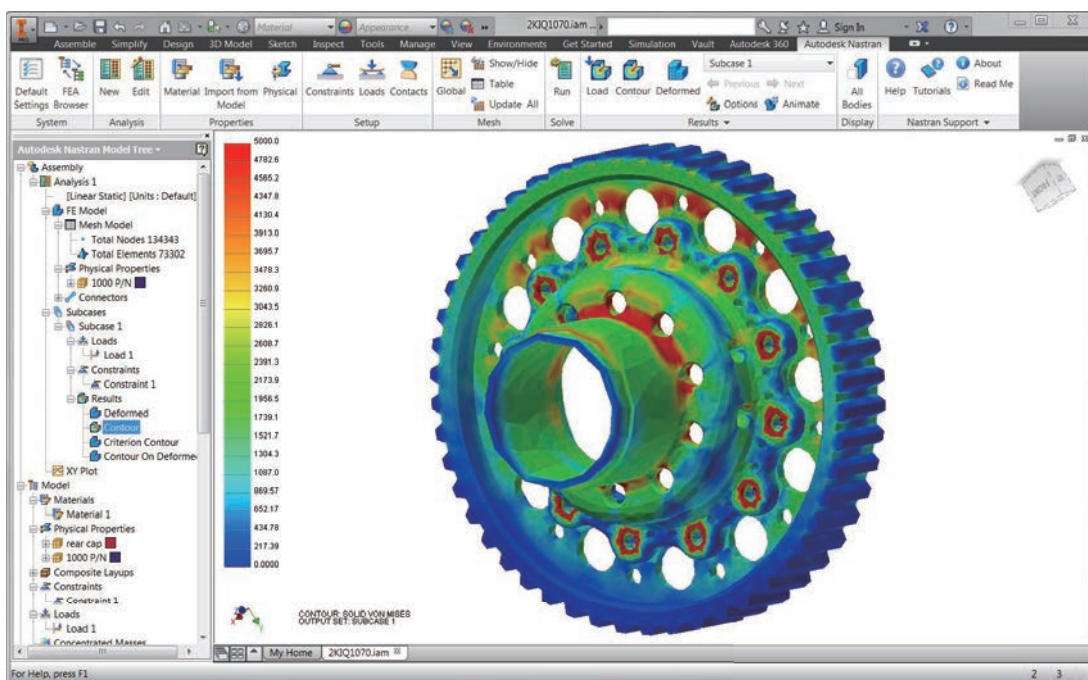 PRO
Material
Appearance
2KJQ1070.iam
Sign In
Assemble Simplify Design 3D Model Sketch Inspect Tools Manage View Environments Get Started Simulation Vault Autodesk 360 Autodesk Nastran
Default Settings
FEA Browser
System
New
Edit
Analysis
Material
Import from Model
Physical
Properties
Constraints
Loads
Contacts
Setup
Global
Show/Hide
Table
Update All
Mesh
Run
Solve
Load
Contour
Deformed
Subcase 1
Previous
Next
Options
Animate
Results
All Bodies
Display
Help
Tutorials
About
Read Me
Nastran Support
Autodesk Nastran Model Tree
Assembly
Analysis 1
[Linear Static] [Units : Default]
FE Model
Mesh Model
Total Nodes 134343
Total Elements 73302
Physical Properties
1000 P/N
Connectors
Subcases
Subcase 1
Loads
Load 1
Constraints
Constraint 1
Results
Deformed
Contour
Criterion Contour
Contour On Deformed
XY Plot
Model
Materials
Material 1
Physical Properties
rear cap
1000 P/N
Composite Layups
Constraints
Constraint 1
Loads
Load 1
Concentrated Masses
5000.0
4782.6
4565.2
4347.8
4130.4
3913.0
3695.7
3478.3
3260.9
3043.5
2826.1
2608.7
2391.3
2173.9
1956.5
1739.1
1521.7
1304.3
1087.0
869.57
652.17
434.78
217.39
0.0000
X
Y
CONTOUR: SOLID VON MISES
OUTPUT SET: SUBCASE 1
My Home
2KJQ1070.iam
For Help, press F1
2 3